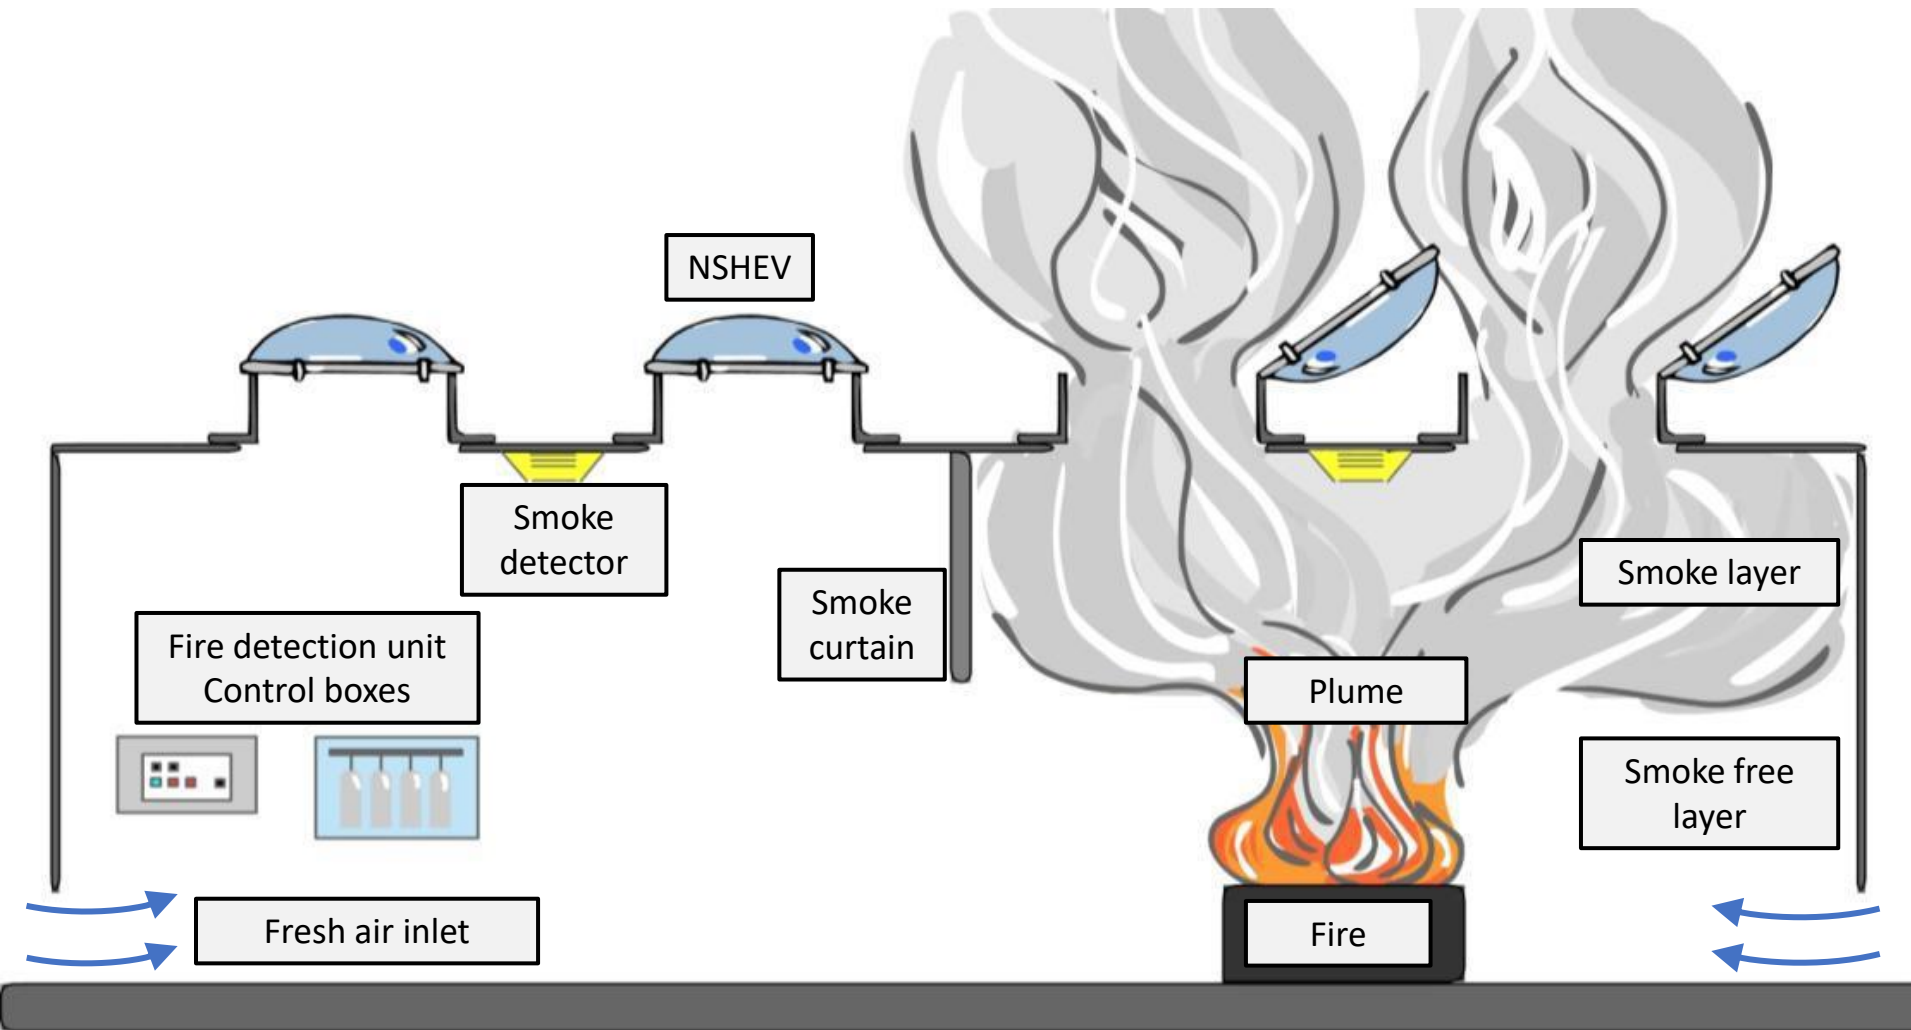 NSHEV
Smoke
detector
Smoke
curtain
Smoke layer
Fire detection unit
Control boxes
Plume
Smoke free
layer
Fresh air inlet
Fire